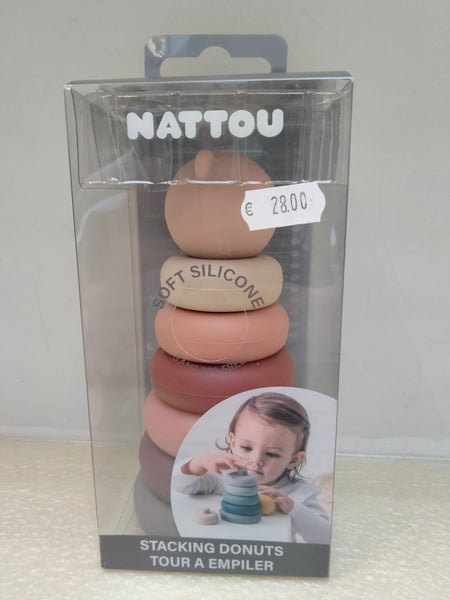 NATTOU
€ 28.00
SOFT SILICONE
STACKING DONUTS
TOUR A EMPILER